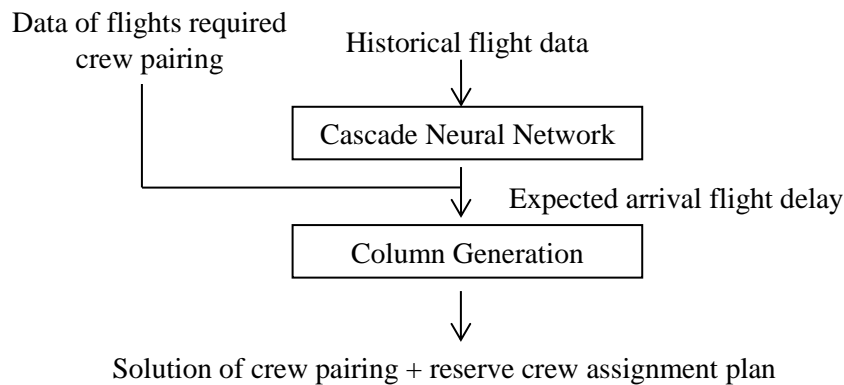 Data of flights required
crew pairing
Historical flight data
Cascade Neural Network
Expected arrival flight delay
Column Generation
Solution of crew pairing + reserve crew assignment plan